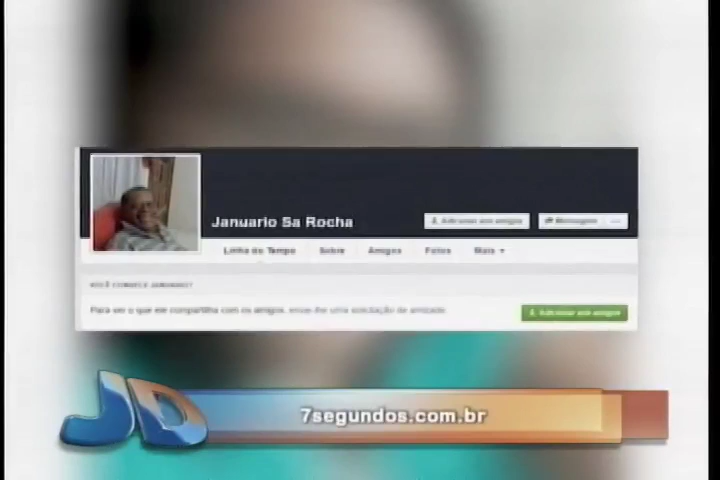 Januario Sa Rocha
Adicionar aos amigos
Mensagem
Linha do Tempo Sobre Amigos Fotos Mais
VOCÊ CONHECE JANUARIO?
Para ver o que ele compartilha com os amigos, envie-lhe uma solicitação de amizade.
Adicionar aos amigos
JD
7segundos.com.br